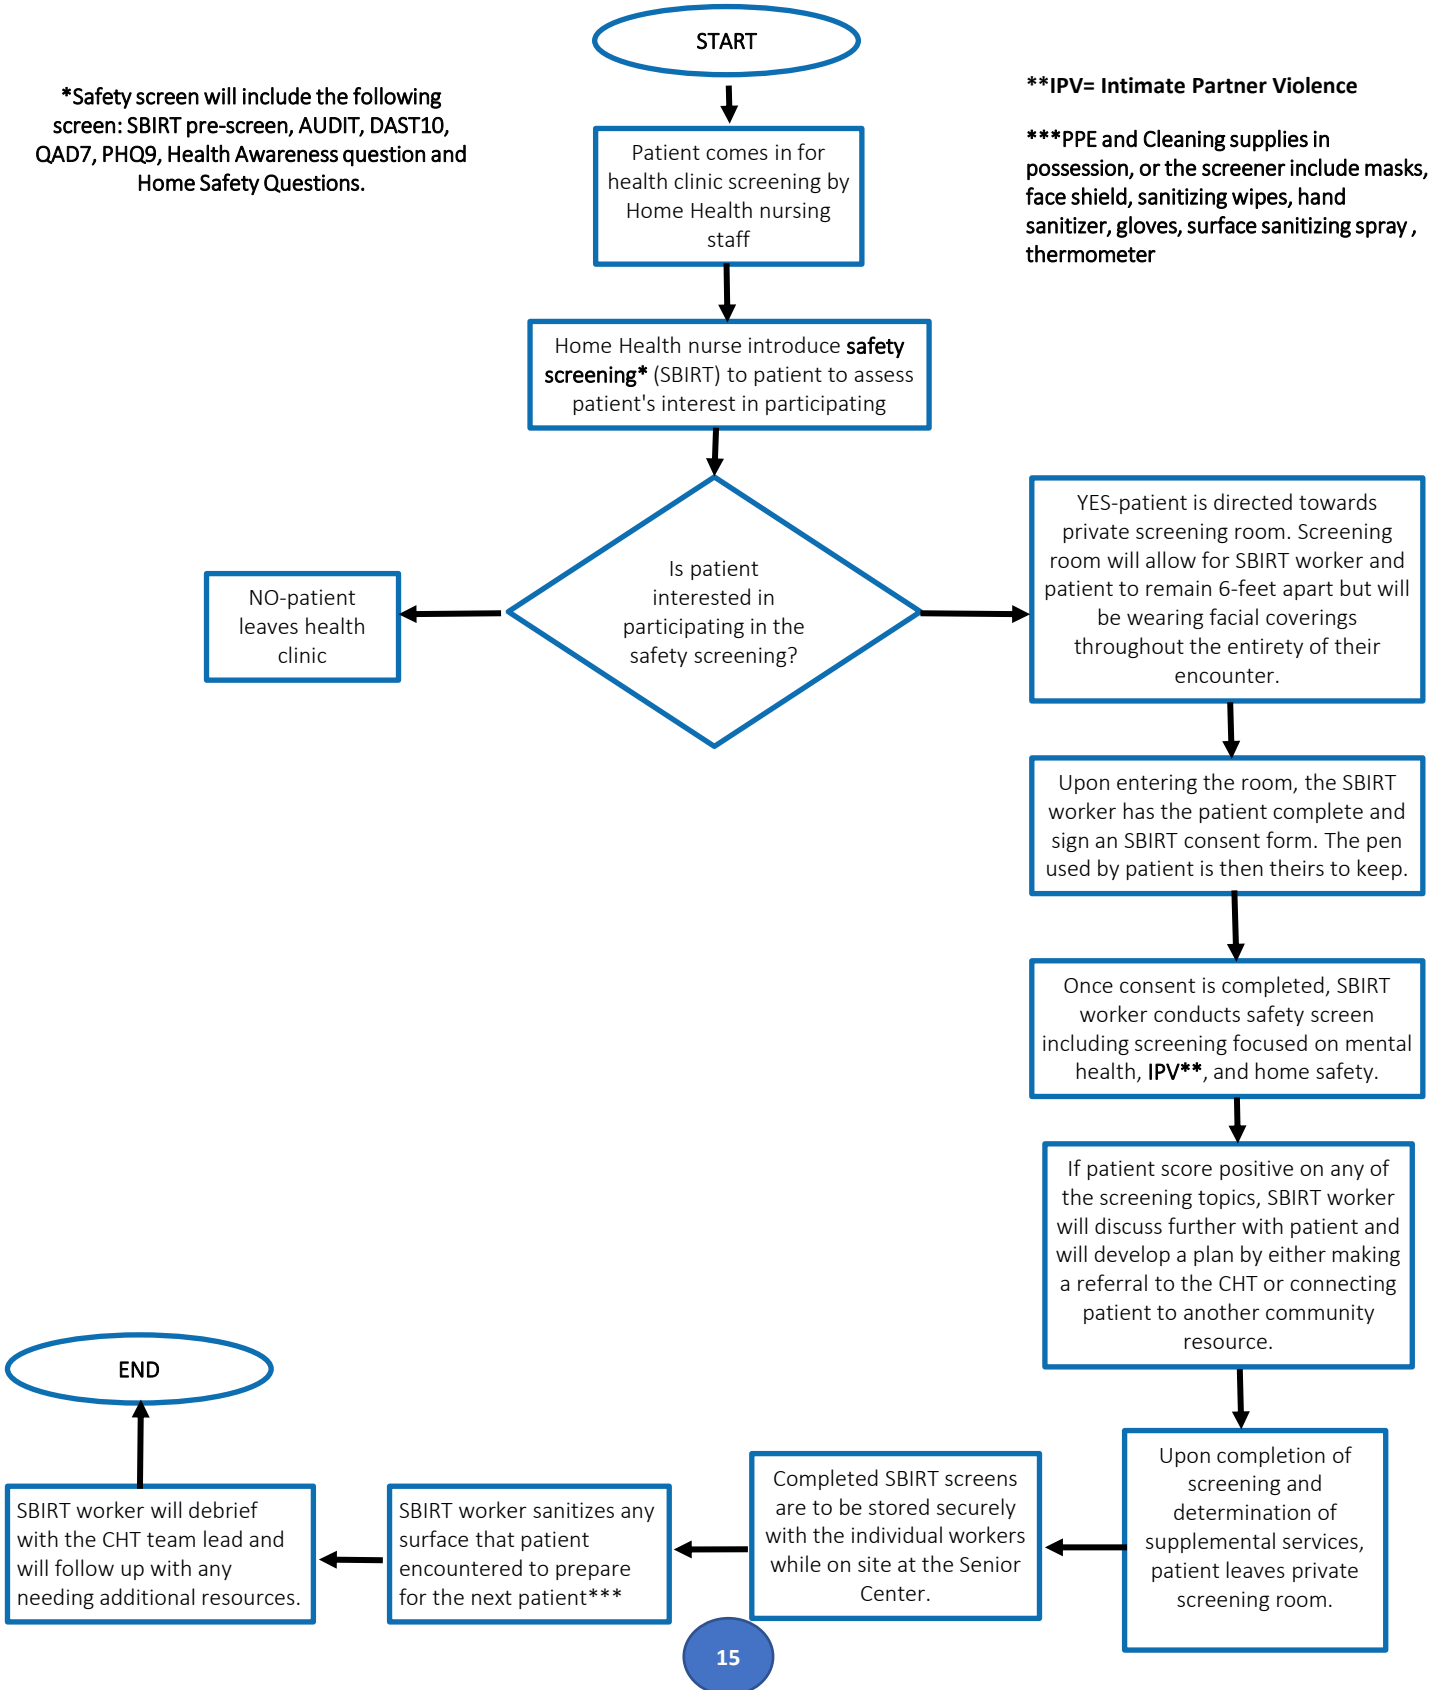 START
*Safety screen will include the following
screen: SBIRT pre-screen, AUDIT, DAST10,
QAD7, PHQ9, Health Awareness question and
Home Safety Questions.
**IPV= Intimate Partner Violence
***PPE and Cleaning supplies in
possession, or the screener include masks,
face shield, sanitizing wipes, hand
sanitizer, gloves, surface sanitizing spray ,
thermometer
Patient comes in for
health clinic screening by
Home Health nursing
staff
Home Health nurse introduce safety
screening* (SBIRT) to patient to assess
patient's interest in participating
Is patient
interested in
participating in the
safety screening?
NO-patient
leaves health
clinic
YES-patient is directed towards
private screening room. Screening
room will allow for SBIRT worker and
patient to remain 6-feet apart but will
be wearing facial coverings
throughout the entirety of their
encounter.
Upon entering the room, the SBIRT
worker has the patient complete and
sign an SBIRT consent form. The pen
used by patient is then theirs to keep.
Once consent is completed, SBIRT
worker conducts safety screen
including screening focused on mental
health, IPV**, and home safety.
If patient score positive on any of
the screening topics, SBIRT worker
will discuss further with patient and
will develop a plan by either making
a referral to the CHT or connecting
patient to another community
resource.
Upon completion of
screening and
determination of
supplemental services,
patient leaves private
screening room.
Completed SBIRT screens
are to be stored securely
with the individual workers
while on site at the Senior
Center.
SBIRT worker sanitizes any
surface that patient
encountered to prepare
for the next patient***
SBIRT worker will debrief
with the CHT team lead and
will follow up with any
needing additional resources.
END
15